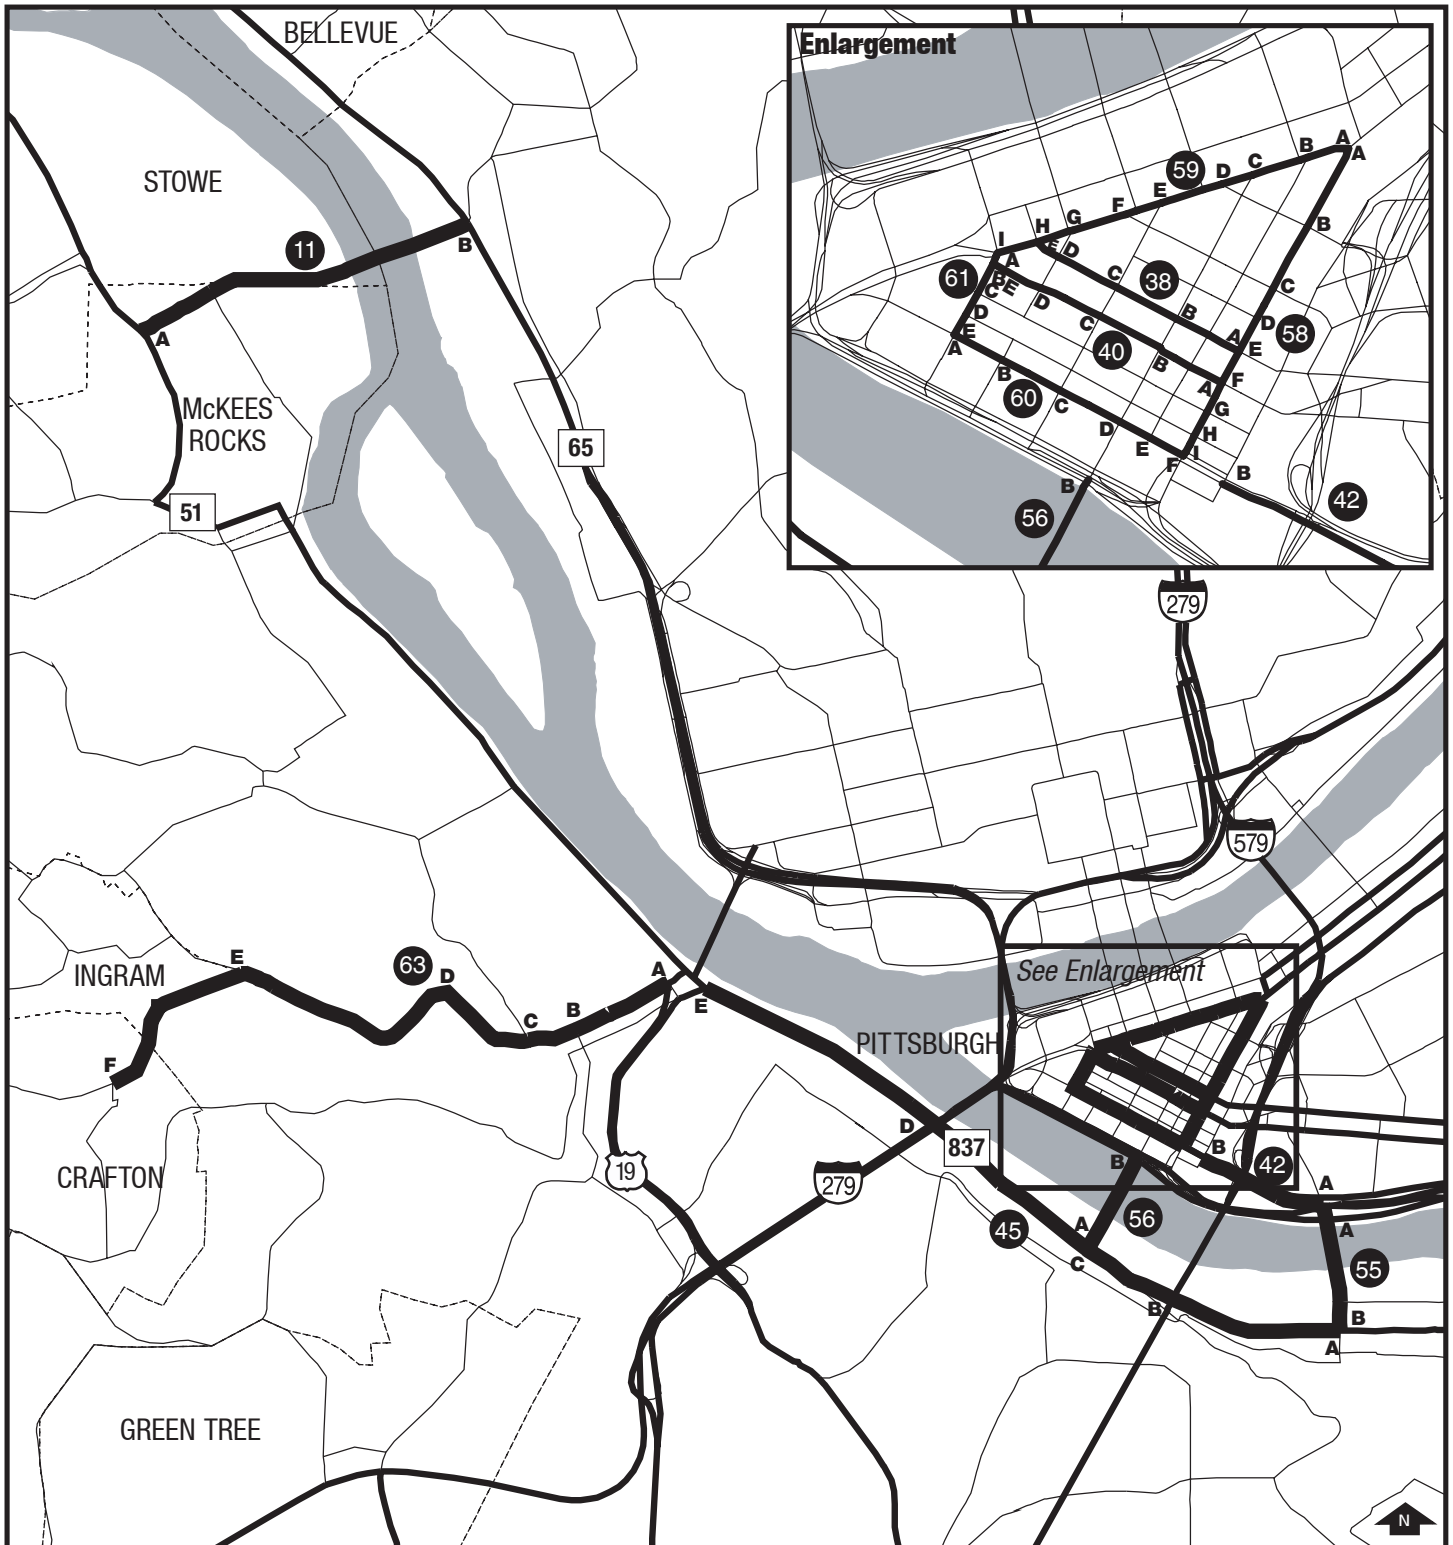 BELLEVUE
Enlargement
A
A
B
59
C
D
STOWE
E
F
G
H
B
I
E
D
A
11
B
61
B
E
C
C
38
C
D
D
B
D
58
C
E
A
E
A
A
40
B
B
F
A
60
C
G
D
H
McKEES
ROCKS
E
I
F
65
B
B
42
56
51
279
579
INGRAM
E
63
D
A
See Enlargement
B
E
C
PITTSBURGH
F
D
837
B
B
42
CRAFTON
19
279
A
56
A
45
A
C
55
B
B
A
GREEN TREE
N